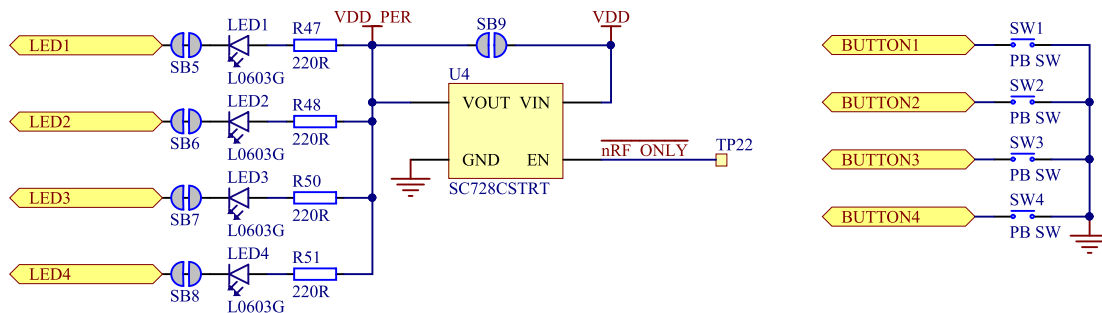 LED1
SB5
LED1
L0603G
R47
220R
VDD_PER
SB9
VDD
LED2
SB6
LED2
L0603G
R48
220R
U4
VOUT VIN
GND EN
SC728CSTRT
nRF_ONLY
TP22
LED3
SB7
LED3
L0603G
R50
220R
LED4
SB8
LED4
L0603G
R51
220R
BUTTON1
SW1
PB SW
BUTTON2
SW2
PB SW
BUTTON3
SW3
PB SW
BUTTON4
SW4
PB SW